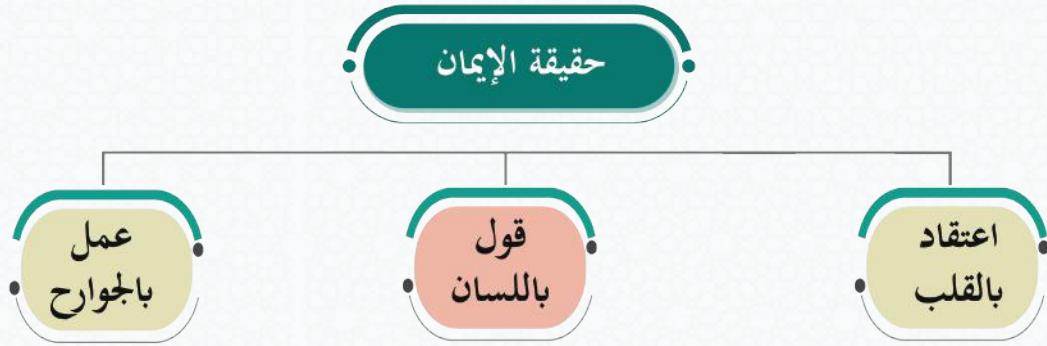 حقيقة الإيمان
اعتقاد
بالقلب
قول
باللسان
عمل
بالجوارح